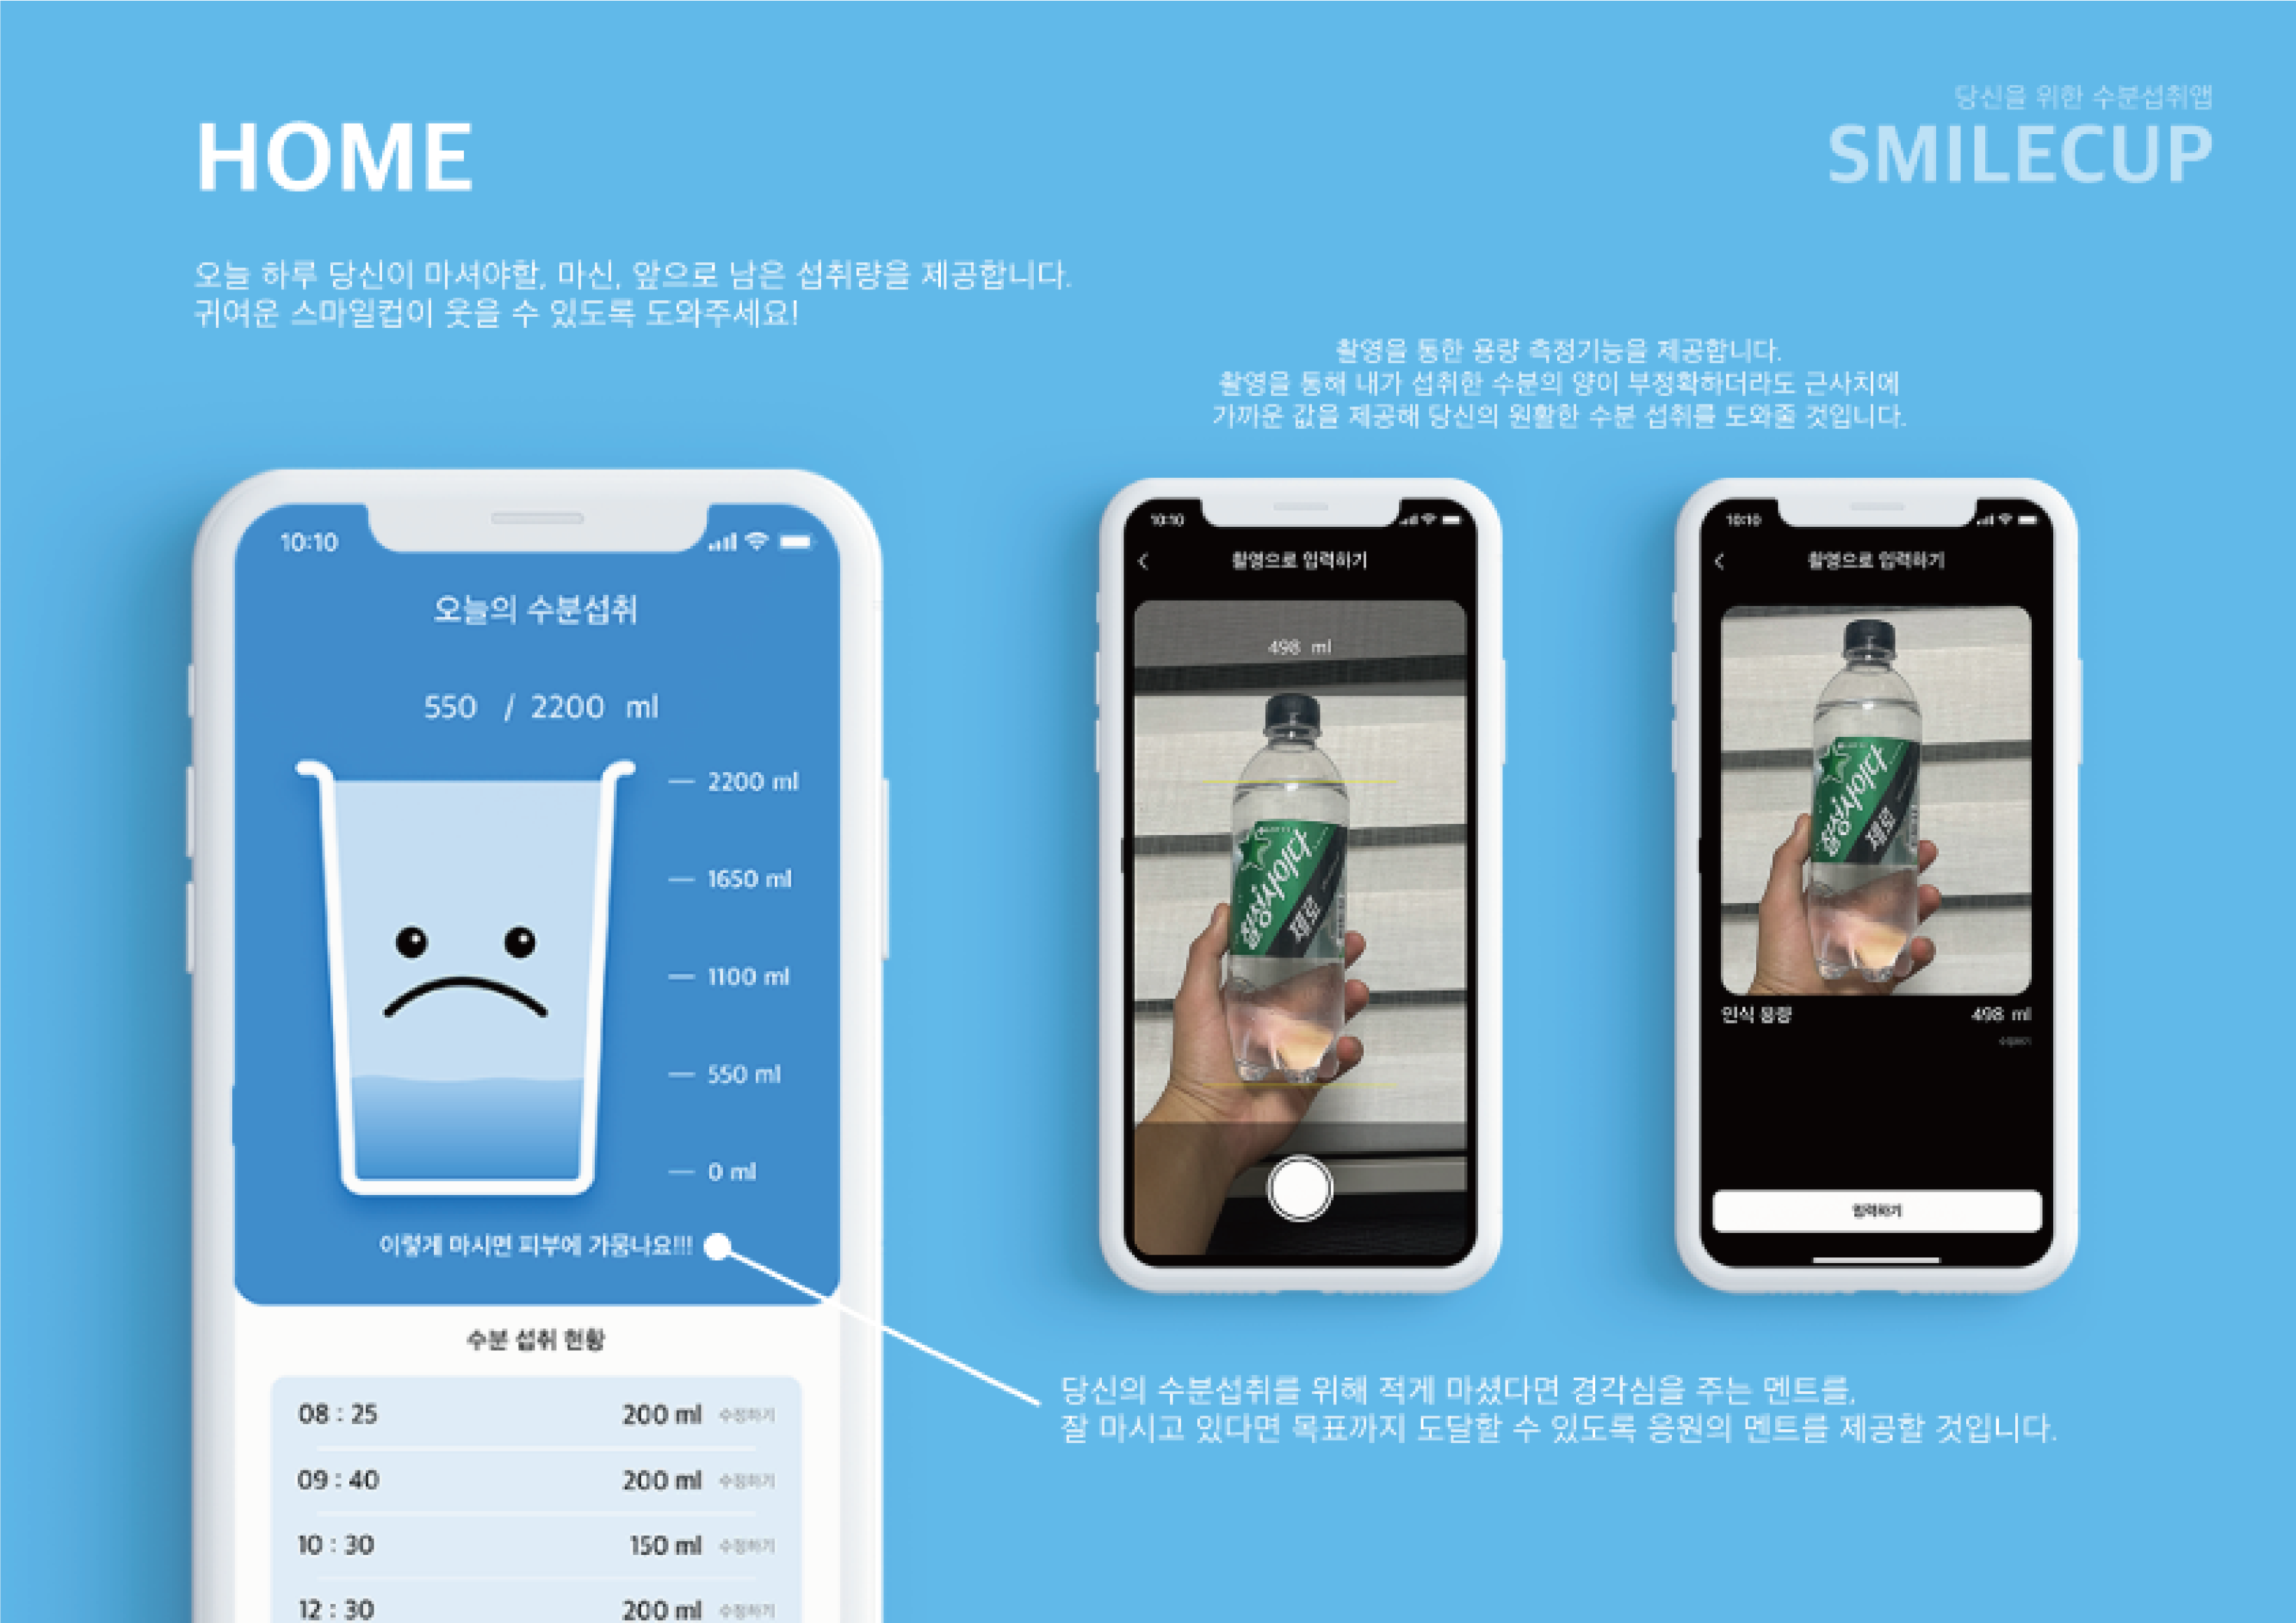 HOME
당신을 위한 수분섭취앱
SMILECUP
오늘 하루 당신이 마셔야할, 마신, 앞으로 남은 섭취량을 제공합니다.
귀여운 스마일컵이 웃을 수 있도록 도와주세요!
촬영을 통한 용량 측정기능을 제공합니다.
촬영을 통해 내가 섭취한 수분의 양이 부정확하더라도 근사치에
가까운 값을 제공해 당신의 원활한 수분 섭취를 도와줄 것입니다.
10:10
오늘의 수분섭취
550 / 2200 ml
2200 ml
1650 ml
1100 ml
550 ml
0 ml
이렇게 마시면 피부에 가뭄나요!!!
수분 섭취 현황
08 : 25 200 ml 수정하기
09 : 40 200 ml 수정하기
10 : 30 150 ml 수정하기
12 : 30 200 ml 수정하기
10:10
촬영으로 입력하기
498 ml
칠성사이다
제로
10:10
촬영으로 입력하기
칠성사이다
제로
인식 용량 498 ml
수정하기
입력하기
당신의 수분섭취를 위해 적게 마셨다면 경각심을 주는 멘트를,
잘 마시고 있다면 목표까지 도달할 수 있도록 응원의 멘트를 제공할 것입니다.